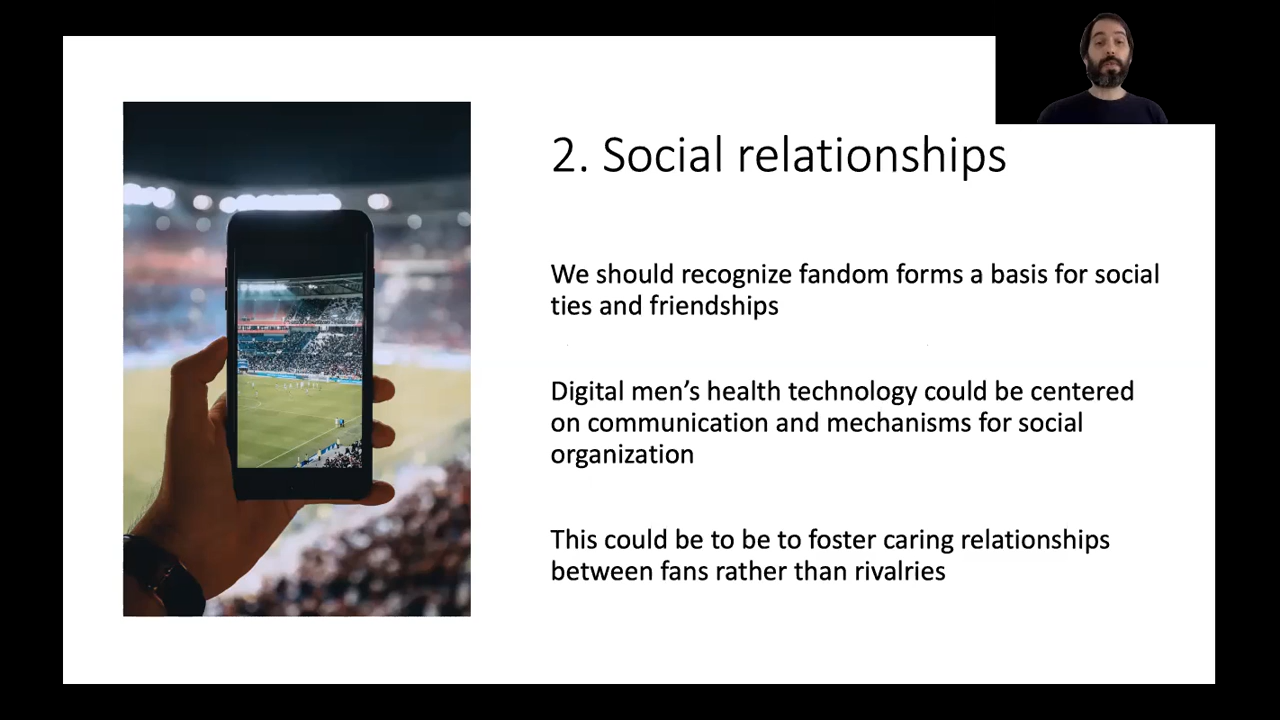 2. Social relationships
We should recognize fandom forms a basis for social
ties and friendships
Digital men’s health technology could be centered
on communication and mechanisms for social
organization
This could be to be to foster caring relationships
between fans rather than rivalries